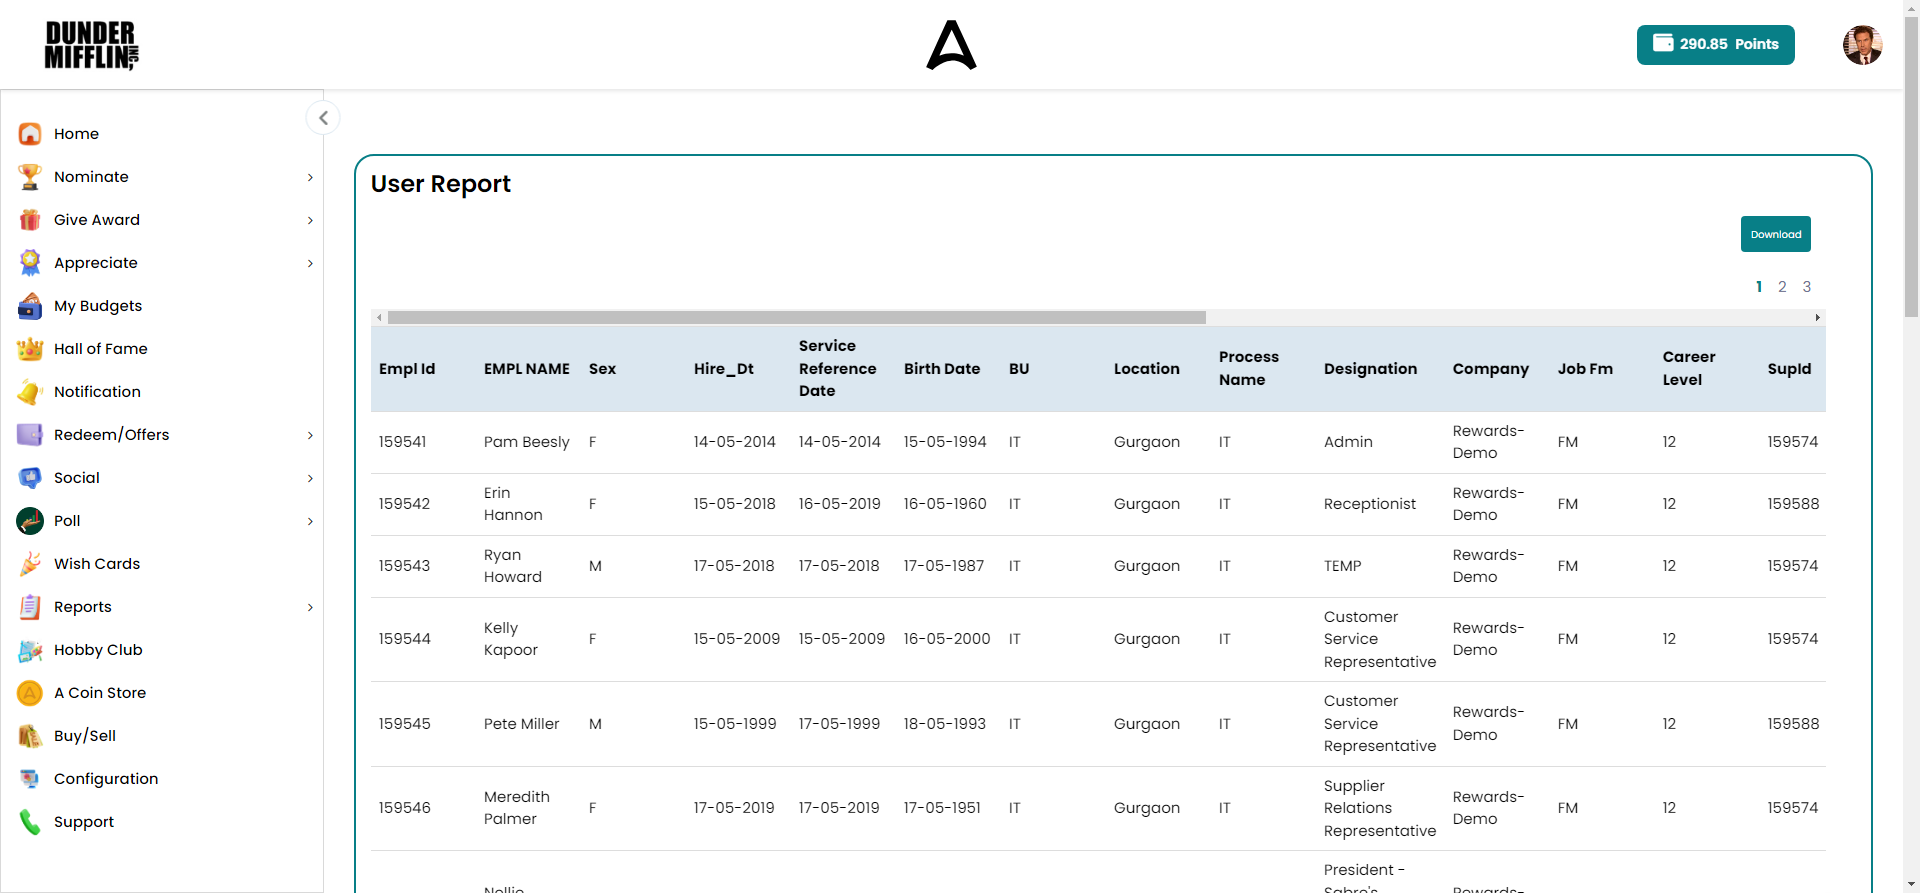 DUNDER
MIFFLIN INC,
290.85 Points
Home
Nominate
Give Award
Appreciate
My Budgets
Hall of Fame
Notification
Redeem/Offers
Social
Poll
Wish Cards
Reports
Hobby Club
A Coin Store
Buy/Sell
Configuration
Support
User Report
Download
1 2 3
Empl Id EMPL NAME Sex Hire_Dt Service Reference Date Birth Date BU Location Process Name Designation Company Job Fm Career Level SupId
159541 Pam Beesly F 14-05-2014 14-05-2014 15-05-1994 IT Gurgaon IT Admin Rewards-Demo FM 12 159574
159542 Erin Hannon F 15-05-2018 16-05-2019 16-05-1960 IT Gurgaon IT Receptionist Rewards-Demo FM 12 159588
159543 Ryan Howard M 17-05-2018 17-05-2018 17-05-1987 IT Gurgaon IT TEMP Rewards-Demo FM 12 159574
159544 Kelly Kapoor F 15-05-2009 15-05-2009 16-05-2000 IT Gurgaon IT Customer Service Representative Rewards-Demo FM 12 159574
159545 Pete Miller M 15-05-1999 17-05-1999 18-05-1993 IT Gurgaon IT Customer Service Representative Rewards-Demo FM 12 159588
159546 Meredith Palmer F 17-05-2019 17-05-2019 17-05-1951 IT Gurgaon IT Supplier Relations Representative Rewards-Demo FM 12 159574
Nellie President - Sabre's Rewards-